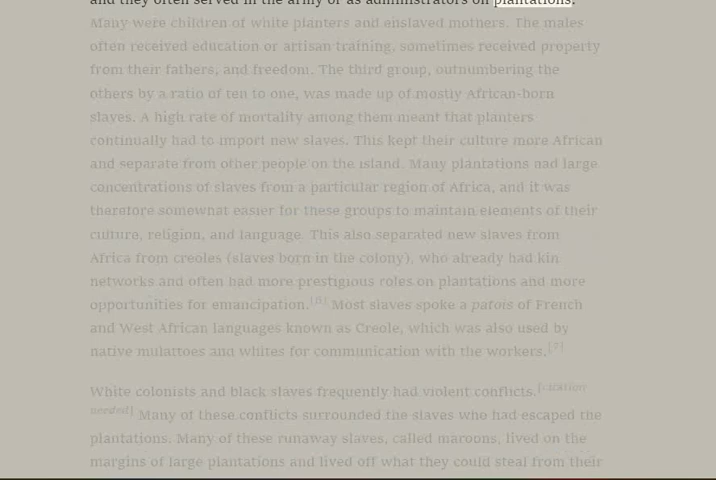 and they often served in the army or as administrators on plantations.
Many were children of white planters and enslaved mothers. The males
often received education or artisan training, sometimes received property
from their fathers, and freedom. The third group, outnumbering the
others by a ratio of ten to one, was made up of mostly African-born
slaves. A high rate of mortality among them meant that planters
continually had to import new slaves. This kept their culture more African
and separate from other people on the island. Many plantations had large
concentrations of slaves from a particular region of Africa, and it was
therefore somewhat easier for these groups to maintain elements of their
culture, religion, and language. This also separated new slaves from
Africa from creoles (slaves born in the colony), who already had kin
networks and often had more prestigious roles on plantations and more
opportunities for emancipation.[6] Most slaves spoke a patois of French
and West African languages known as Creole, which was also used by
native mulattoes and whites for communication with the workers.[7]
White colonists and black slaves frequently had violent conflicts.[citation
needed] Many of these conflicts surrounded the slaves who had escaped the
plantations. Many of these runaway slaves, called maroons, lived on the
margins of large plantations and lived off what they could steal from their